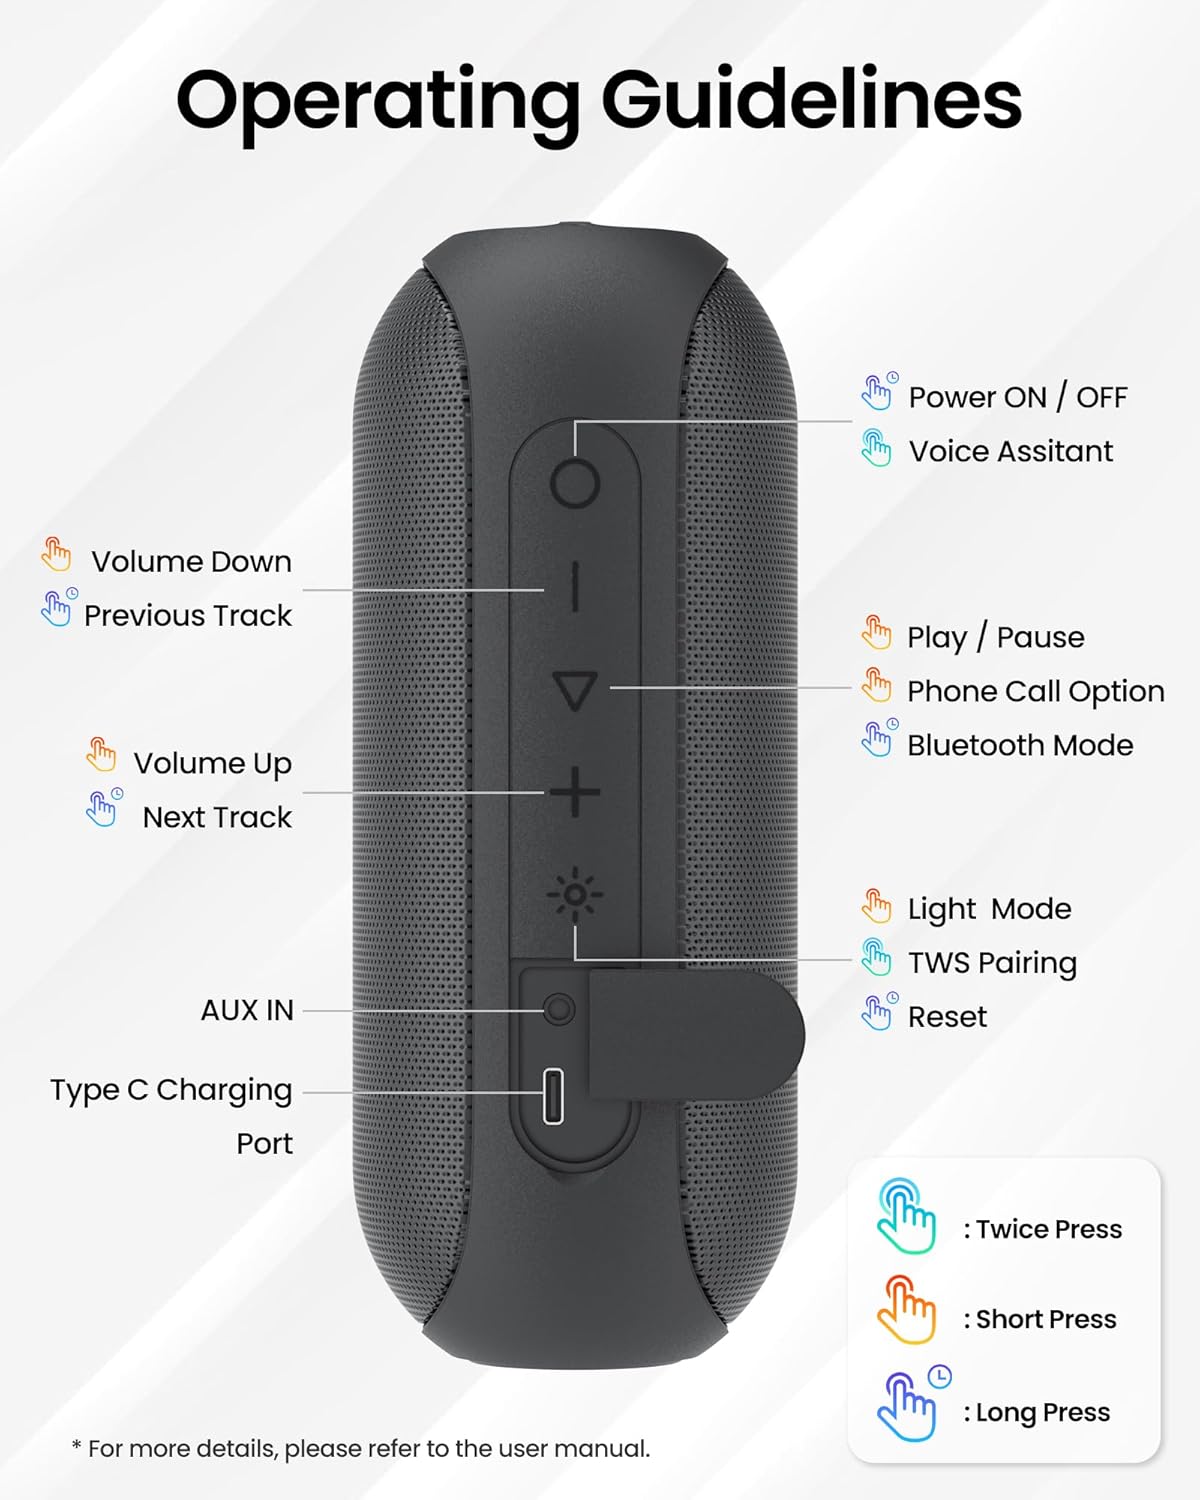 Operating Guidelines
Power ON / OFF
Voice Assitant
Volume Down
Previous Track
Play / Pause
Phone Call Option
Bluetooth Mode
Volume Up
Next Track
Light Mode
TWS Pairing
Reset
AUX IN
Type C Charging
Port
: Twice Press
: Short Press
: Long Press
* For more details, please refer to the user manual.